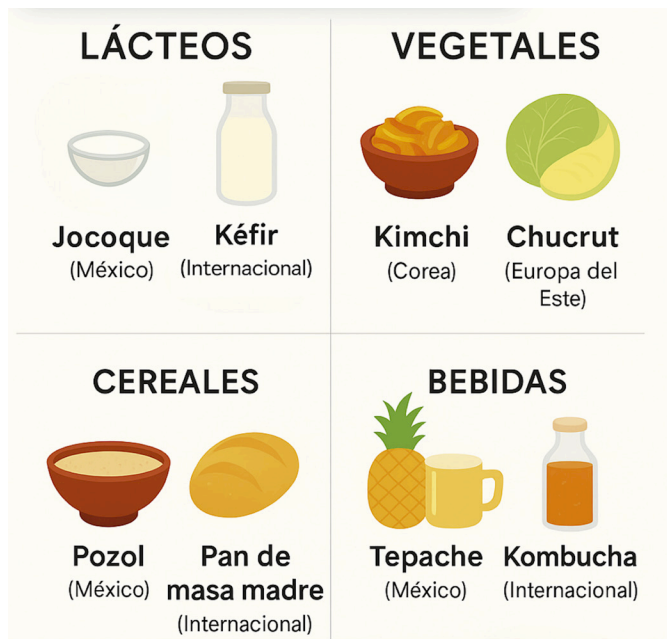 LÁCTEOS
Jocoque
(México)
Kéfir
(Internacional)
VEGETALES
Kimchi
(Corea)
Chucrut
(Europa del
Este)
CEREALES
Pozol
(México)
Pan de
masa madre
(Internacional)
BEBIDAS
Tepache
(México)
Kombucha
(Internacional)